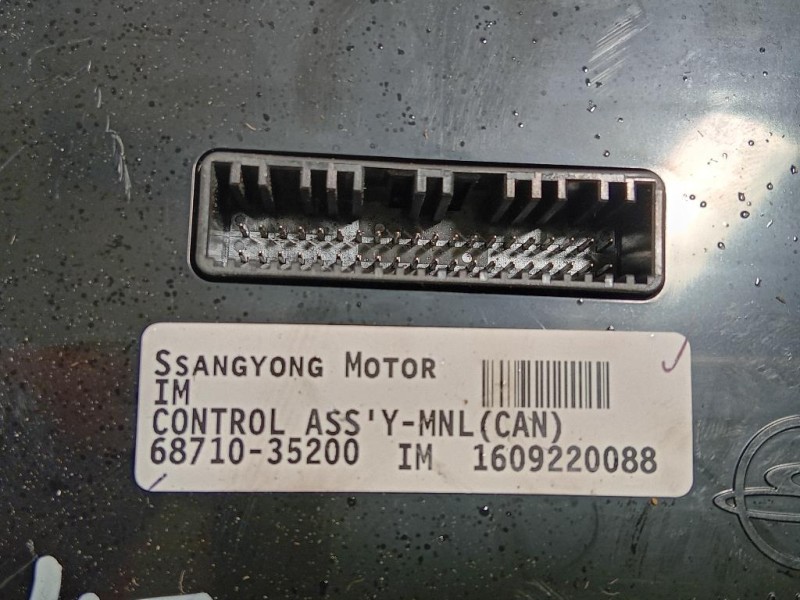 SSANGYONG MOTOR
IM
CONTROL ASS'Y-MNL(CAN)
68710-35200 IM 1609220088